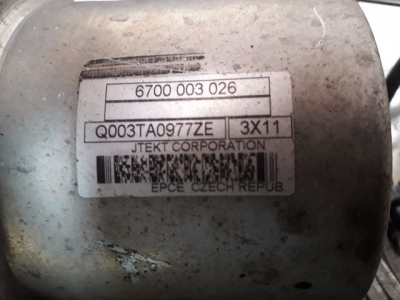 6700 003 026
Q003TA0977ZE 3X11
JTEKT CORPORATION
EPCE CZECH REPUB.